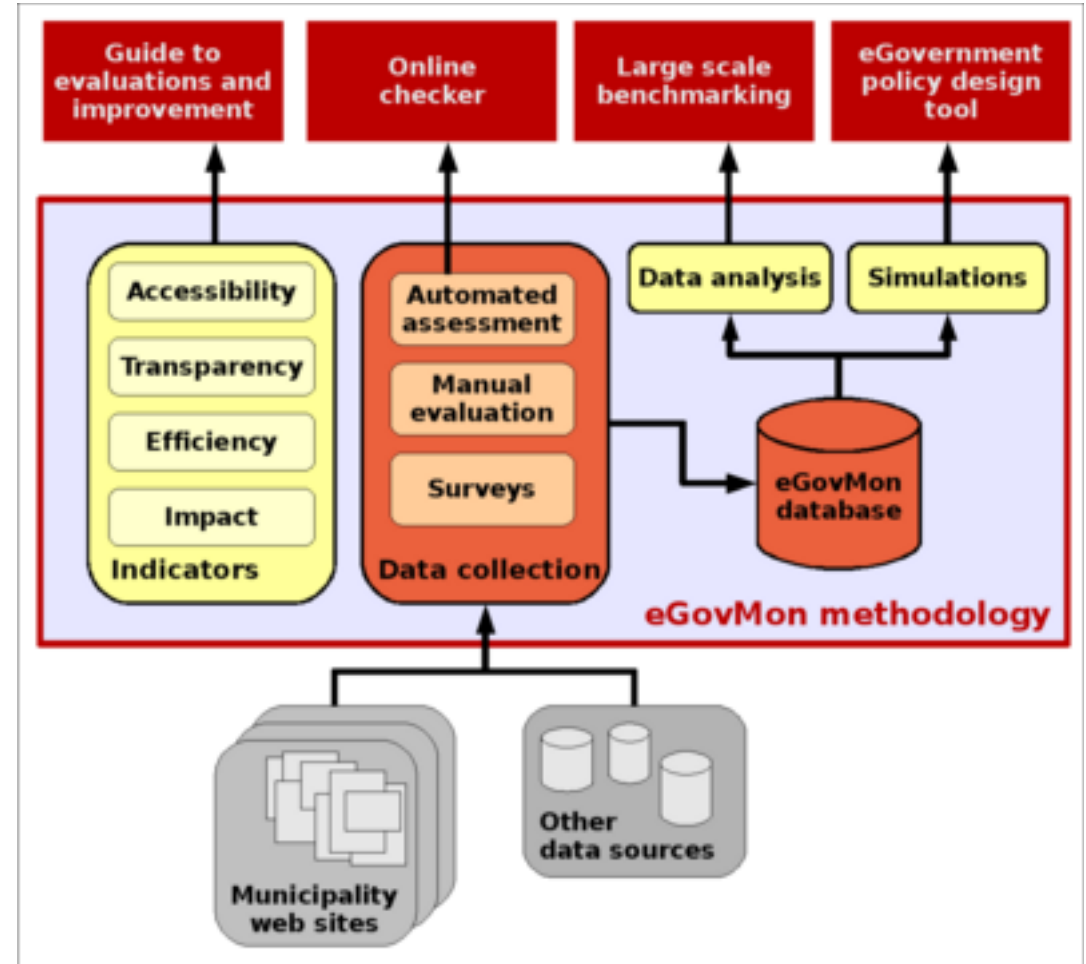 Guide to
evaluations and
improvement
Online
checker
Large scale
benchmarking
eGovernment
policy design
tool
Accessibility
Transparency
Efficiency
Impact
Indicators
Automated
assessment
Manual
evaluation
Surveys
Data collection
Data analysis
Simulations
eGovMon
database
eGovMon methodology
Municipality
web sites
Other
data sources